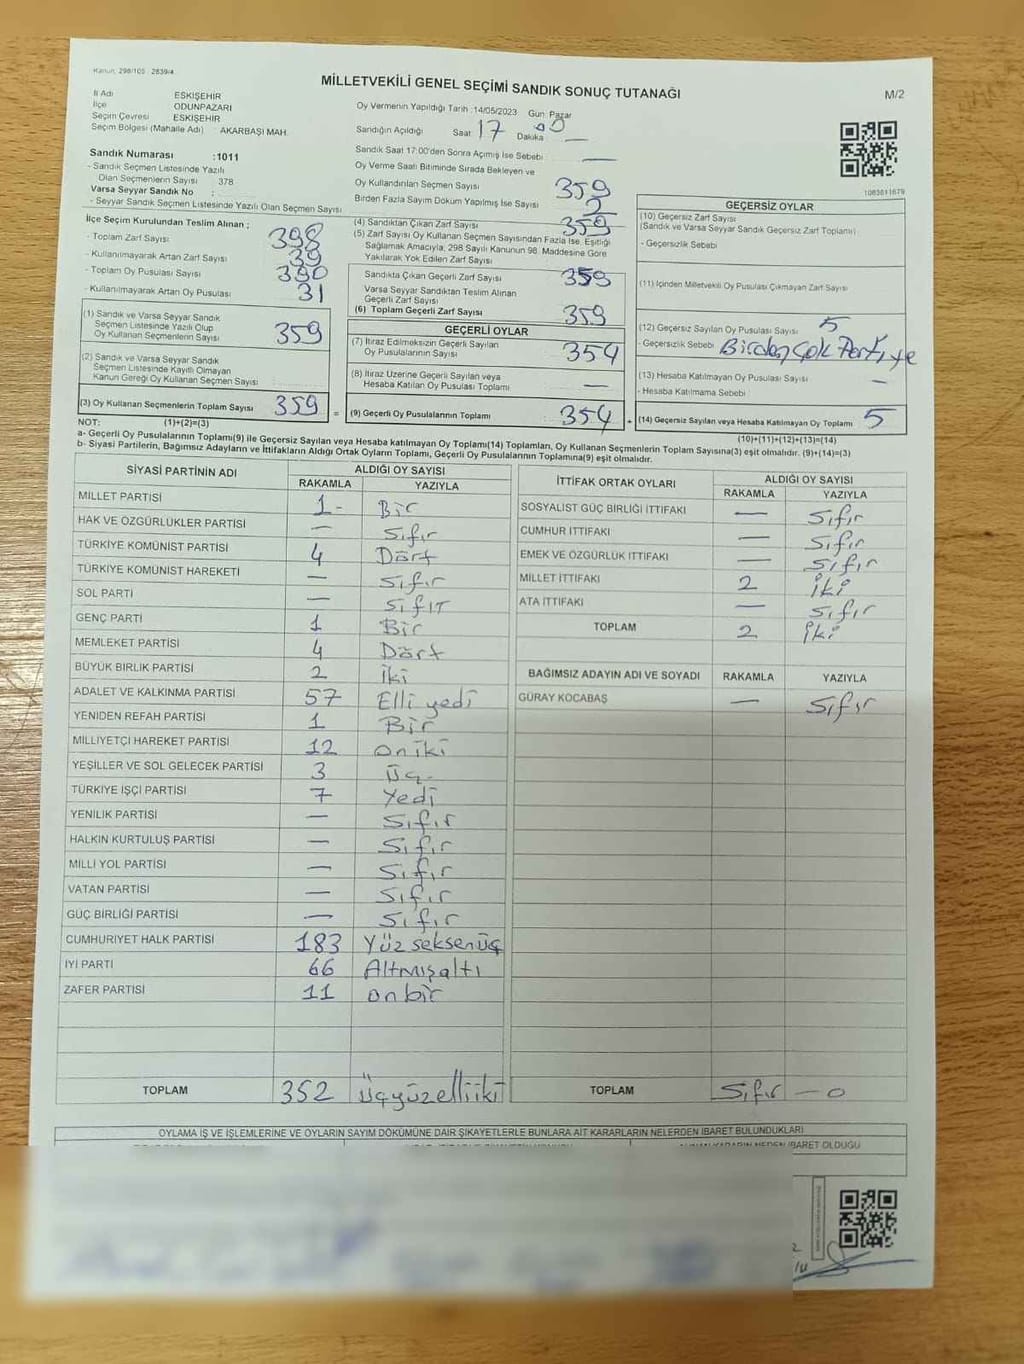 Kanun: 298/105 : 2839/4
MİLLETVEKİLİ GENEL SEÇİMİ SANDIK SONUÇ TUTANAĞI
M/2
İl Adı ESKİŞEHİR
İlçe ODUNPAZARI
Seçim Çevresi ESKİŞEHİR
Seçim Bölgesi (Mahalle Adı) : AKARBAŞI MAH.
Oy Vermenin Yapıldığı Tarih :14/05/2023 Gün: Pazar
Sandığın Açıldığı Saat 17 Dakika 00
Sandık Saat 17:00'den Sonra Açımış İse Sebebi —
Oy Verme Saati Bitiminde Sırada Bekleyen ve
Oy Kullandırılan Seçmen Sayısı 359
Birden Fazla Sayım Döküm Yapılmış İse Sayısı 2
Sandık Numarası :1011
- Sandık Seçmen Listesinde Yazılı
Olan Seçmenlerin Sayısı : 378
Varsa Seyyar Sandık No :
- Seyyar Sandık Seçmen Listesinde Yazılı Olan Seçmen Sayısı
İlçe Seçim Kurulundan Teslim Alınan ;
- Toplam Zarf Sayısı 398
- Kullanılmayarak Artan Zarf Sayısı 39
- Toplam Oy Pusulası Sayısı 390
- Kullanılmayarak Artan Oy Pusulası 31
(1) Sandık ve Varsa Seyyar Sandık
Seçmen Listesinde Yazılı Olup
Oy Kullanan Seçmenlerin Sayısı 359
(2) Sandık ve Varsa Seyyar Sandık
Seçmen Listesinde Kayıtlı Olmayan
Kanun Gereği Oy Kullanan Seçmen Sayısı
(3) Oy Kullanan Seçmenlerin Toplam Sayısı 359 =
(4) Sandıktan Çıkan Zarf Sayısı 359
(5) Zarf Sayısı Oy Kullanan Seçmen Sayısından Fazla İse, Eşitliği
Sağlamak Amacıyla, 298 Sayılı Kanunun 98. Maddesine Göre
Yakılarak Yok Edilen Zarf Sayısı
Sandıkta Çıkan Geçerli Zarf Sayısı 359
Varsa Seyyar Sandıktan Teslim Alınan
Geçerli Zarf Sayısı
(6) Toplam Geçerli Zarf Sayısı 359
GEÇERLİ OYLAR
(7) İtiraz Edilmeksizin Geçerli Sayılan
Oy Pusulalarının Sayısı 354
(8) İtiraz Üzerine Geçerli Sayılan veya
Hesaba Katılan Oy Pusulası Toplamı —
(9) Geçerli Oy Pusulalarının Toplamı 354 +
1083011679
GEÇERSİZ OYLAR
(10) Geçersiz Zarf Sayısı
(Sandık ve Varsa Seyyar Sandık Geçersiz Zarf Toplamı)
- Geçersizlik Sebebi
(11) İçinden Milletvekili Oy Pusulası Çıkmayan Zarf Sayısı
(12) Geçersiz Sayılan Oy Pusulası Sayısı 5
- Geçersizlik Sebebi Birden Çok Partiye
(13) Hesaba Katılmayan Oy Pusulası Sayısı —
- Hesaba Katılmama Sebebi
(14) Geçersiz Sayılan veya Hesaba Katılmayan Oy Toplamı 5
NOT: (1)+(2)=(3)
(10)+(11)+(12)+(13)=(14)
a- Geçerli Oy Pusulalarının Toplamı(9) ile Geçersiz Sayılan veya Hesaba katılmayan Oy Toplamı(14) Toplamları, Oy Kullanan Seçmenlerin Toplam Sayısına(3) eşit olmalıdır. (9)+(14)=(3)
b- Siyasi Partilerin, Bağımsız Adayların ve İttifakların Aldığı Ortak Oyların Toplamı, Geçerli Oy Pusulalarının Toplamına(9) eşit olmalıdır.
SİYASİ PARTİNİN ADI ALDIĞI OY SAYISI
RAKAMLA YAZIYLA
MİLLET PARTİSİ 1- Bir
HAK VE ÖZGÜRLÜKLER PARTİSİ — Sıfır
TÜRKİYE KOMÜNİST PARTİSİ 4 Dört
TÜRKİYE KOMÜNİST HAREKETİ — Sıfır
SOL PARTİ — Sıfır
GENÇ PARTİ 1 Bir
MEMLEKET PARTİSİ 4 Dört
BÜYÜK BİRLİK PARTİSİ 2 İki
ADALET VE KALKINMA PARTİSİ 57 Elli yedi
YENİDEN REFAH PARTİSİ 1 Bir
MİLLİYETÇİ HAREKET PARTİSİ 12 on iki
YEŞİLLER VE SOL GELECEK PARTİSİ 3 Üç-
TÜRKİYE İŞÇİ PARTİSİ 7 Yedi
YENİLİK PARTİSİ — Sıfır
HALKIN KURTULUŞ PARTİSİ — Sıfır
MİLLİ YOL PARTİSİ — Sıfır
VATAN PARTİSİ — Sıfır
GÜÇ BİRLİĞİ PARTİSİ — Sıfır
CUMHURİYET HALK PARTİSİ 183 Yüz seksenüç
İYİ PARTİ 66 Altmışaltı
ZAFER PARTİSİ 11 onbir
TOPLAM 352 Üçyüzelliiki
İTTİFAK ORTAK OYLARI ALDIĞI OY SAYISI
RAKAMLA YAZIYLA
SOSYALİST GÜÇ BİRLİĞİ İTTİFAKI — Sıfır
CUMHUR İTTİFAKI — Sıfır
EMEK VE ÖZGÜRLÜK İTTİFAKI — Sıfır
MİLLET İTTİFAKI 2 İki
ATA İTTİFAKI — Sıfır
TOPLAM 2 İki
BAĞIMSIZ ADAYIN ADI VE SOYADI RAKAMLA YAZIYLA
GÜRAY KOCABAŞ — Sıfır
TOPLAM Sıfır — 0
OYLAMA İŞ VE İŞLEMLERİNE VE OYLARIN SAYIM DÖKÜMÜNE DAİR ŞİKAYETLERLE BUNLARA AİT KARARLARIN NELERDEN İBARET BULUNDUKLARI
KARARIN NEDEN İBARET OLDUĞU